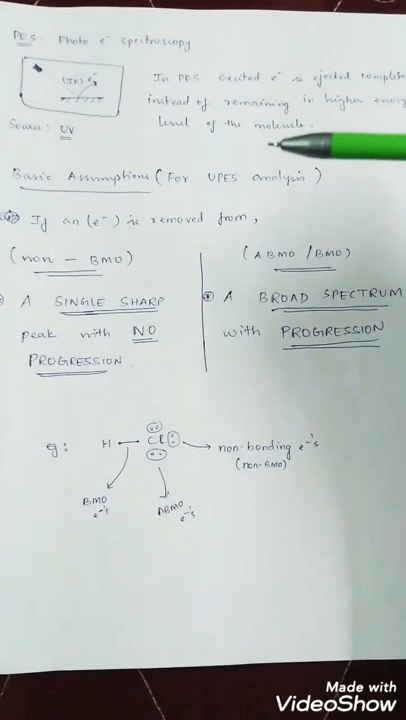 PES: Photo e⁻ spectroscopy
(IE) e⁻
In PES excited e⁻ is ejected complete
instead of remaining in higher energ
level of the molecule.
Source: UV
Basic Assumptions (For UPES analysis)
If an (e⁻) is removed from,
(non - BMO)
(ABMO / BMO)
A SINGLE SHARP
peak with NO
PROGRESSION.
A BROAD SPECTRUM
with PROGRESSION
eg: H Cl
non-bonding e⁻'s
(non-BMO)
BMO
e⁻'s
ABMO
e⁻'s
Made with
VideoShow